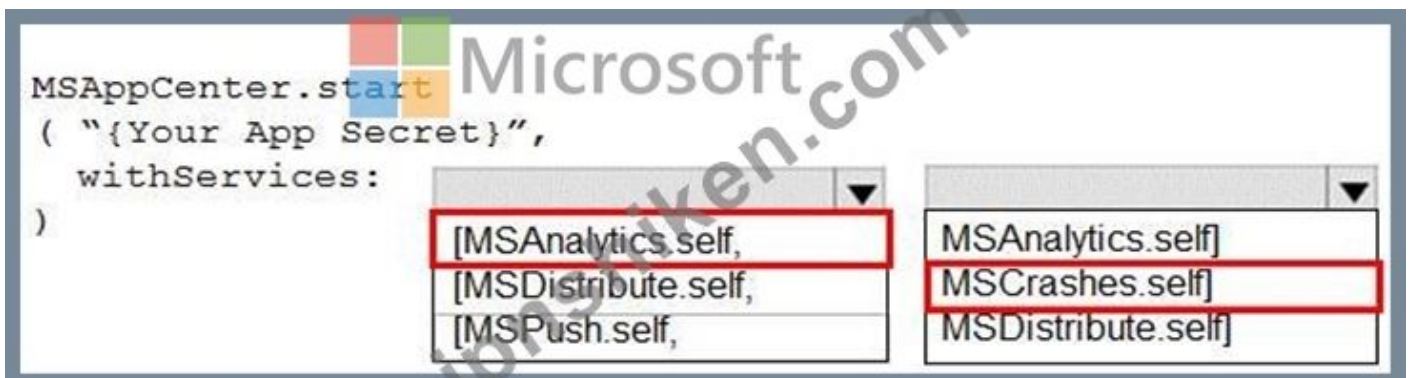 Microsoft
MSAppCenter.start
( “{Your App Secret}”,
withServices:
)
[MSAnalytics.self,
[MSDistribute.self,
[MSPush.self,
MSAnalytics.self]
MSCrashes.self]
MSDistribute.self]
jpnshiken.com